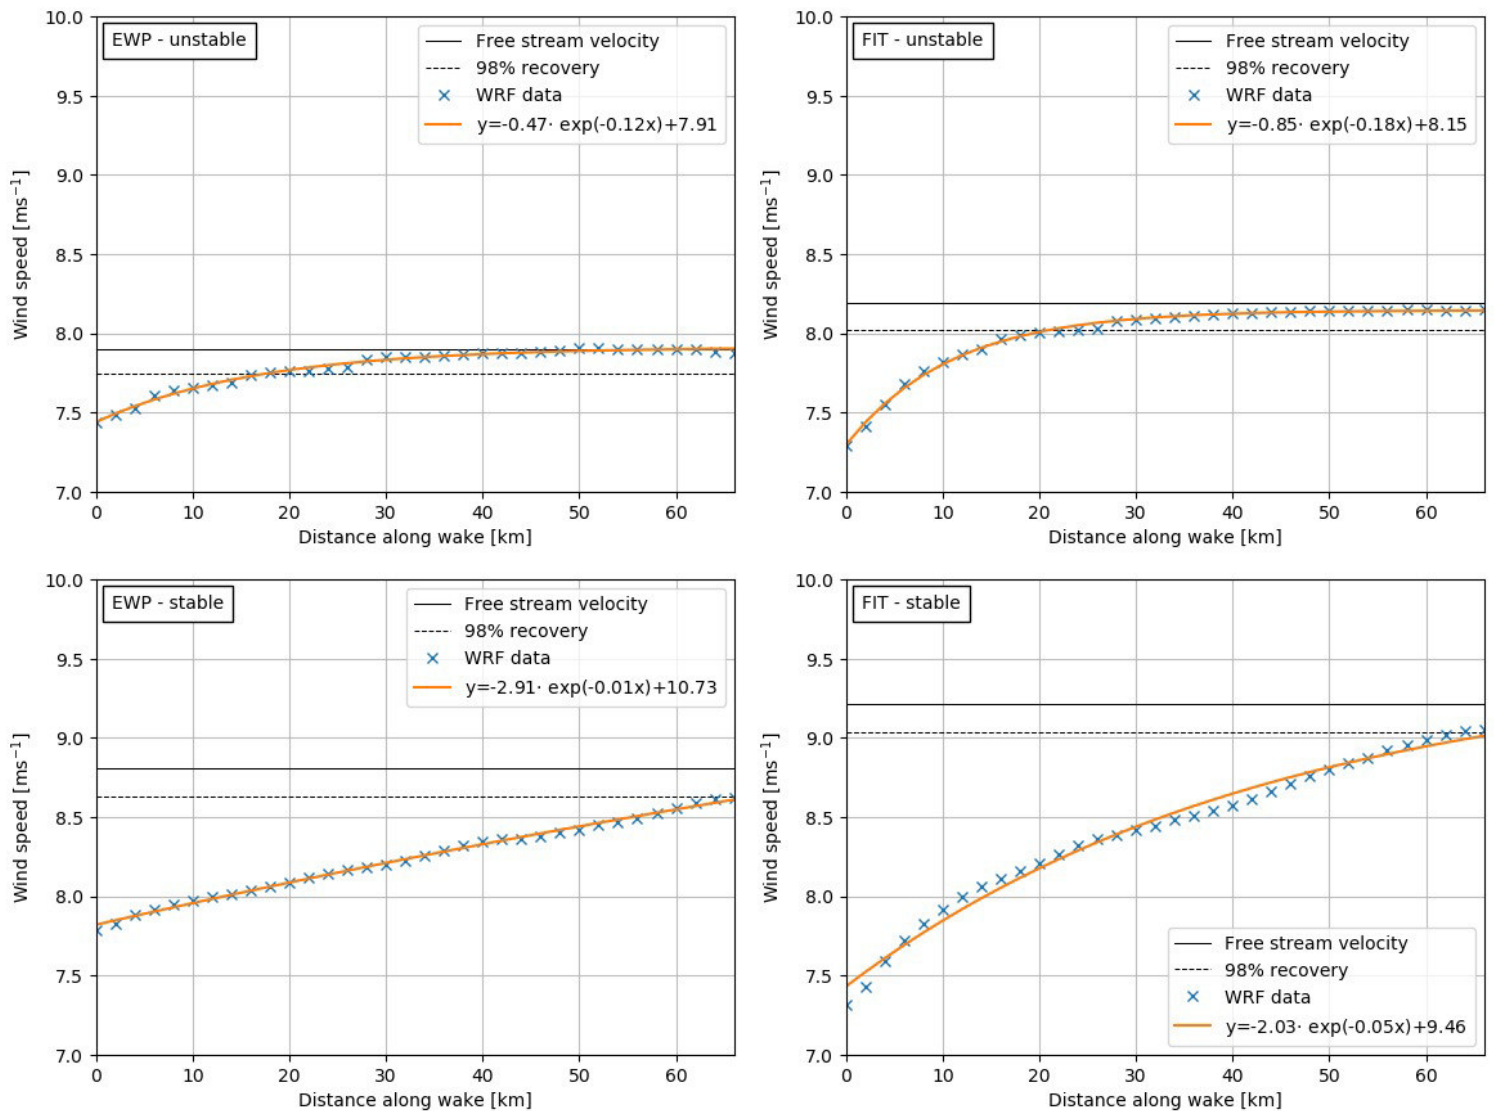 EWP - unstable
Free stream velocity
98% recovery
WRF data
y=-0.47· exp(-0.12x)+7.91
10.0
9.5
9.0
8.5
8.0
7.5
7.0
Wind speed [ms⁻¹]
0 10 20 30 40 50 60
Distance along wake [km]
FIT - unstable
Free stream velocity
98% recovery
WRF data
y=-0.85· exp(-0.18x)+8.15
10.0
9.5
9.0
8.5
8.0
7.5
7.0
Wind speed [ms⁻¹]
0 10 20 30 40 50 60
Distance along wake [km]
EWP - stable
Free stream velocity
98% recovery
WRF data
y=-2.91· exp(-0.01x)+10.73
10.0
9.5
9.0
8.5
8.0
7.5
7.0
Wind speed [ms⁻¹]
0 10 20 30 40 50 60
Distance along wake [km]
FIT - stable
10.0
9.5
9.0
8.5
8.0
7.5
7.0
Wind speed [ms⁻¹]
Free stream velocity
98% recovery
WRF data
y=-2.03· exp(-0.05x)+9.46
0 10 20 30 40 50 60
Distance along wake [km]